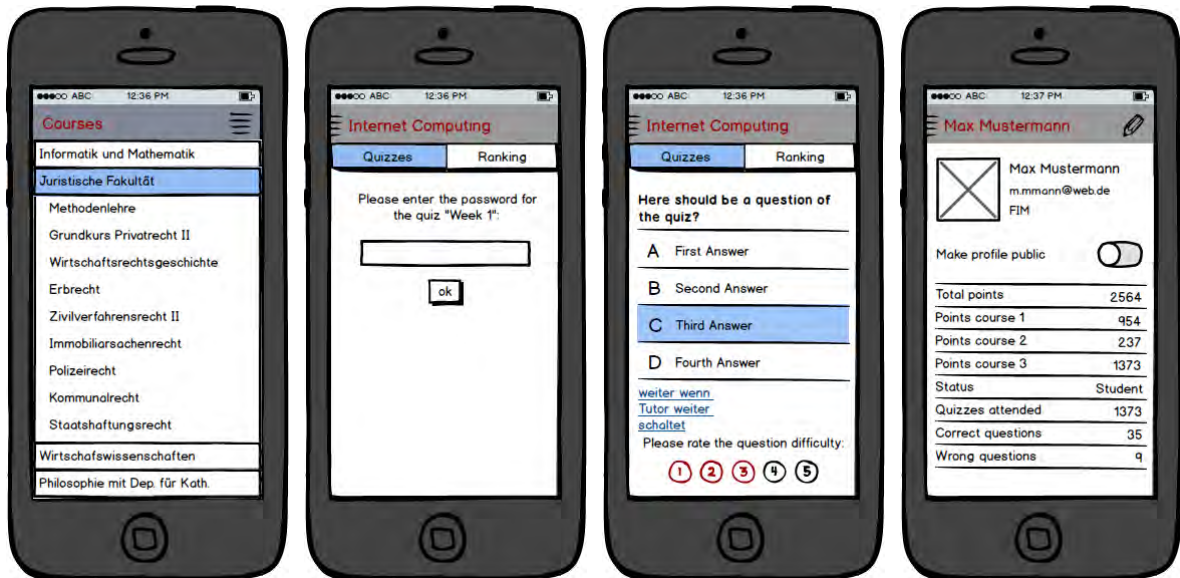 ABC 12:36 PM
Courses
Informatik und Mathematik
Juristische Fakultät
Methodenlehre
Grundkurs Privatrecht II
Wirtschaftsrechtsgeschichte
Erbrecht
Zivilverfahrensrecht II
Immobiliarsachenrecht
Polizeirecht
Kommunalrecht
Staatshaftungsrecht
Wirtschafswissenschaften
Philosophie mit Dep. für Kath.
ABC 12:36 PM
Internet Computing
Quizzes Ranking
Please enter the password for
the quiz "Week 1":
ok
ABC 12:36 PM
Internet Computing
Quizzes Ranking
Here should be a question of
the quiz?
A First Answer
B Second Answer
C Third Answer
D Fourth Answer
weiter wenn
Tutor weiter
schaltet
Please rate the question difficulty:
1 2 3 4 5
ABC 12:37 PM
Max Mustermann
Max Mustermann
m.mmann@web.de
FIM
Make profile public
Total points 2564
Points course 1 954
Points course 2 237
Points course 3 1373
Status Student
Quizzes attended 1373
Correct questions 35
Wrong questions 9